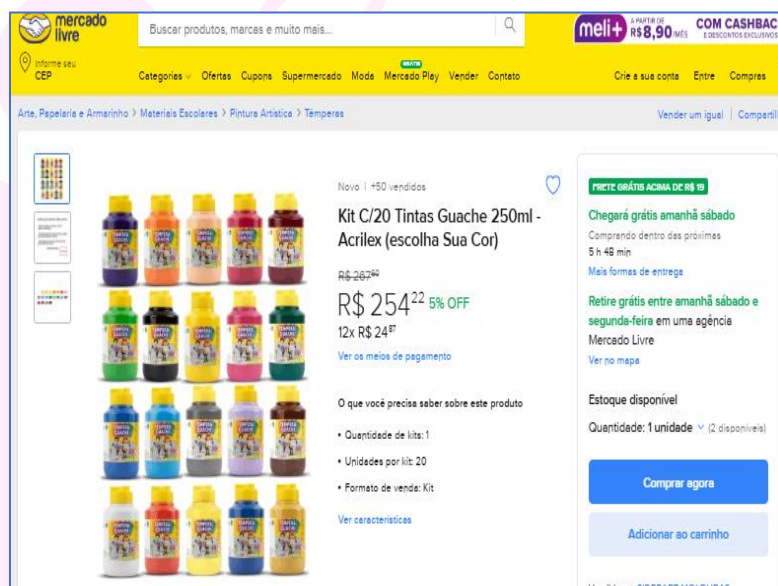 mercado
livre
Buscar produtos, marcas e muito mais...
meli+ A PARTIR DE R$8,90/MÊS COM CASHBAC
E DESCONTOS EXCLUSIVOS
Informe seu
CEP
GRÁTIS
Categorias Ofertas Cupons Supermercado Moda Mercado Play Vender Contato Crie a sua conta Entre Compras
Arte, Papelaria e Armarinho > Materiais Escolares > Pintura Artística > Têmperas
Vender um igual | Compartil
Novo | +50 vendidos
Kit C/20 Tintas Guache 250ml -
Acrilex (escolha Sua Cor)
R$ 254 22 5% OFF
12x R$ 24 87
Ver os meios de pagamento
O que você precisa saber sobre este produto
• Quantidade de kits: 1
• Unidades por kit: 20
• Formato de venda: Kit
Ver características
FRETE GRÁTIS ACIMA DE R$ 19
Chegará grátis amanhã sábado
Comprando dentro das próximas
5 h 48 min
Mais formas de entrega
Retire grátis entre amanhã sábado e
segunda-feira em uma agência
Mercado Livre
Ver no mapa
Estoque disponível
Quantidade: 1 unidade (2 disponíveis)
Comprar agora
Adicionar ao carrinho
TEMPERA
GUACHE